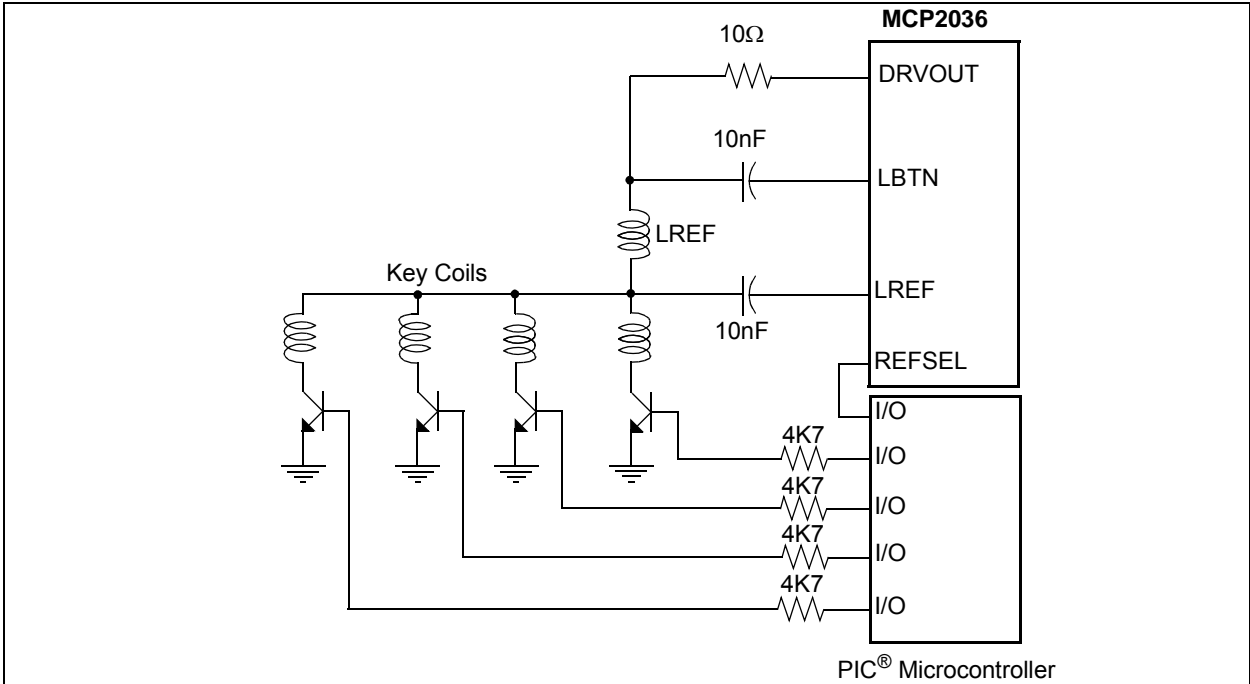 MCP2036
10Ω
DRVOUT
10nF
LBTN
LREF
Key Coils
LREF
10nF
REFSEL
I/O
4K7
I/O
4K7
I/O
4K7
I/O
4K7
I/O
PIC® Microcontroller